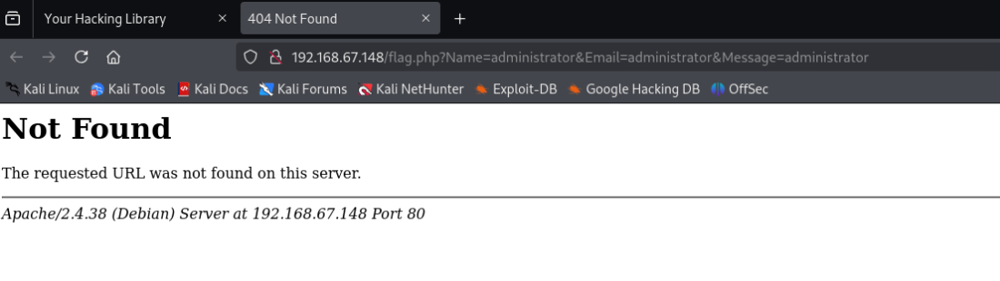 Your Hacking Library
404 Not Found
192.168.67.148/flag.php?Name=administrator&Email=administrator&Message=administrator
Kali Linux Kali Tools Kali Docs Kali Forums Kali NetHunter Exploit-DB Google Hacking DB OffSec
Not Found
The requested URL was not found on this server.
Apache/2.4.38 (Debian) Server at 192.168.67.148 Port 80